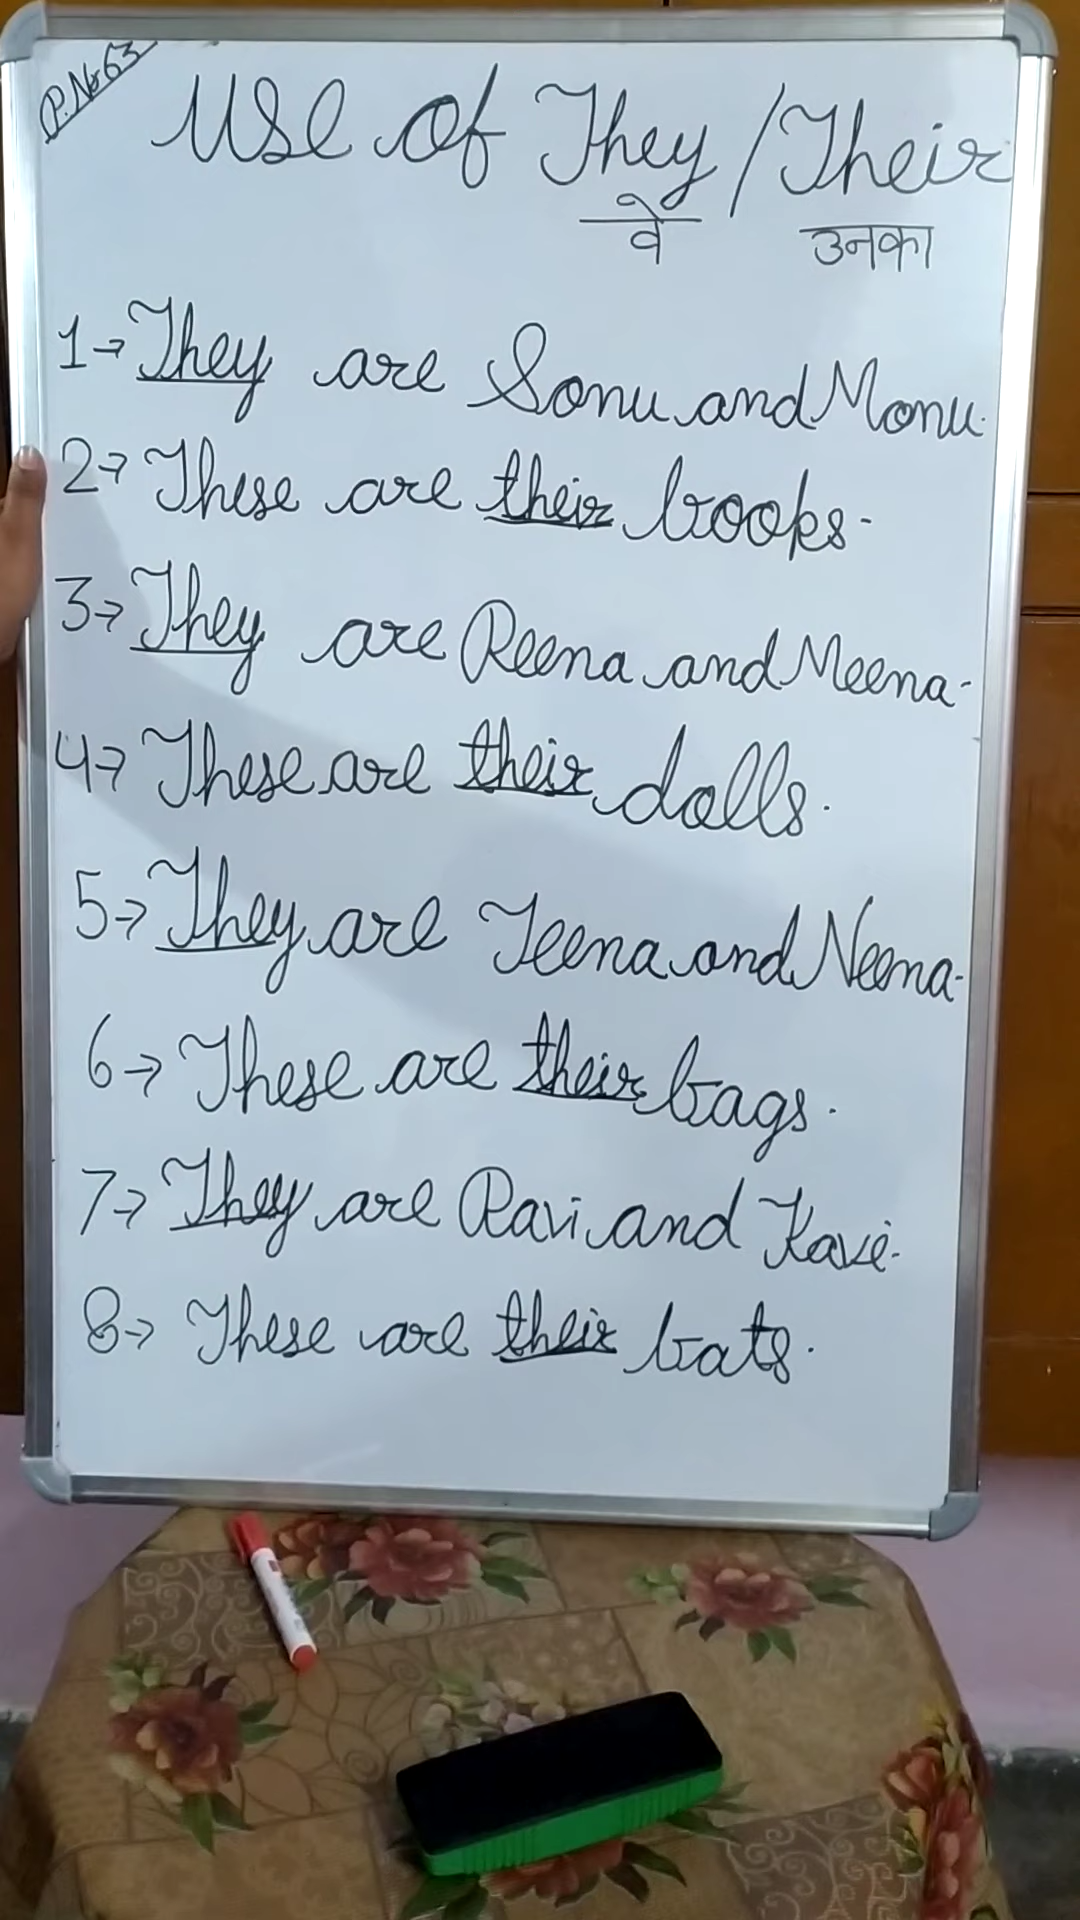 P.No-63
Use of They/Their
वे उनका
1→ They are Sonu and Monu.
2→ These are their books.
3→ They are Reena and Meena.
4→ These are their dolls.
5→ They are Teena and Neena.
6→ These are their bags.
7→ They are Ravi and Kavi.
8→ These are their bats.